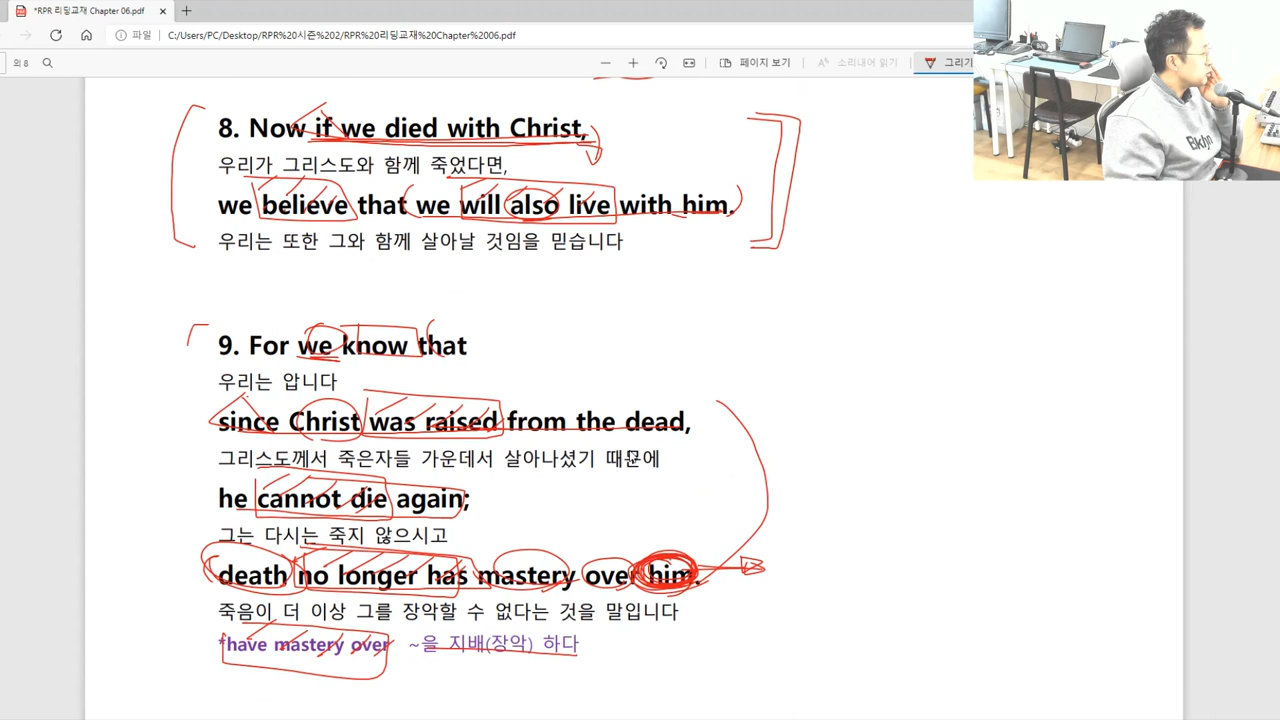 *RPR 리딩교재 Chapter 06.pdf
파일 C:/Users/PC/Desktop/RPR%20시즌%202/RPR%20리딩교재%20Chapter%2006.pdf
외 8 페이지 보기 소리내어 읽기 그리기
8. Now if we died with Christ,
우리가 그리스도와 함께 죽었다면,
we believe that we will also live with him.
우리는 또한 그와 함께 살아날 것임을 믿습니다
9. For we know that
우리는 압니다
since Christ was raised from the dead,
그리스도께서 죽은자들 가운데서 살아나셨기 때문에
he cannot die again;
그는 다시는 죽지 않으시고
death no longer has mastery over him.
죽음이 더 이상 그를 장악할 수 없다는 것을 말입니다
*have mastery over ~을 지배(장악) 하다